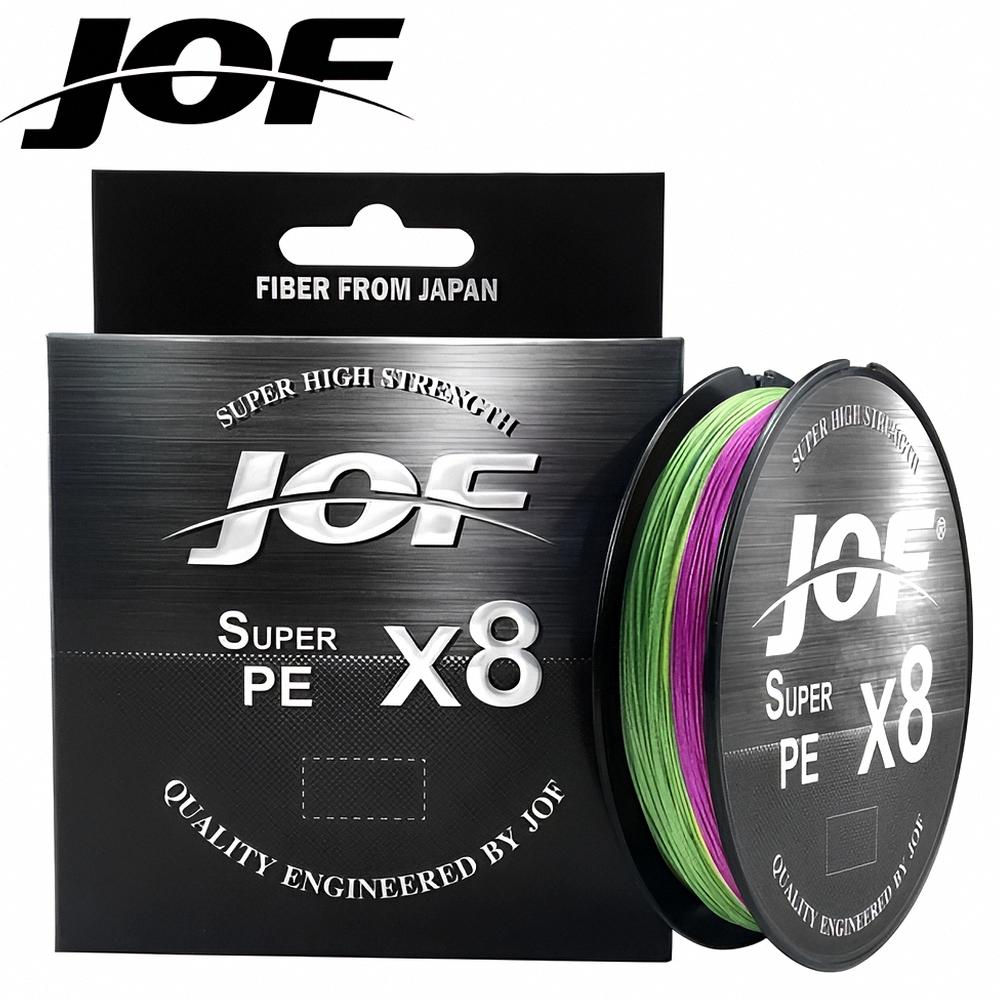 JOF
FIBER FROM JAPAN
SUPER HIGH STRENGTH
JOF
SUPER
PE
X8
QUALITY ENGINEERED BY JOF
SUPER HIGH STRENGTH
JOF®
SUPER
PE
X8
QUALITY ENGINEERED BY JOF